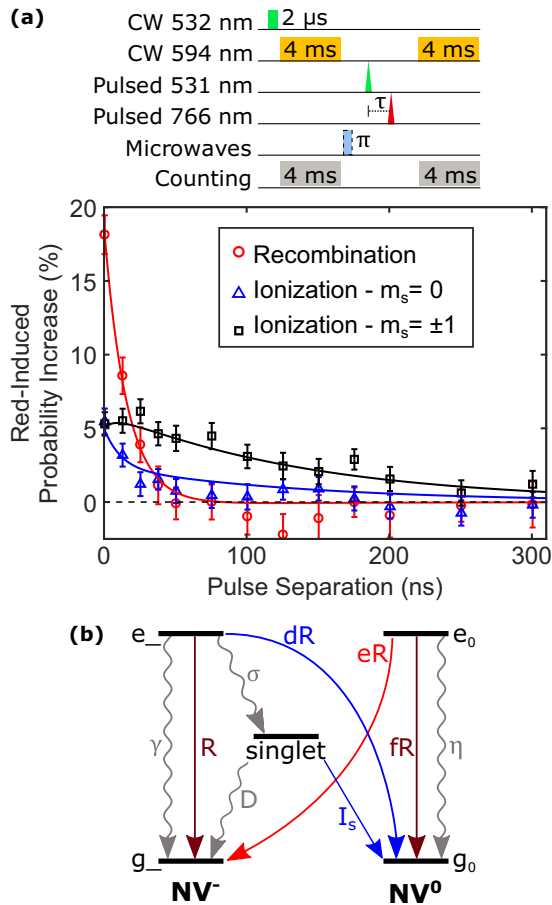 (a)
CW 532 nm 2 µs
CW 594 nm 4 ms 4 ms
Pulsed 531 nm
Pulsed 766 nm τ
Microwaves π
Counting 4 ms 4 ms
Red-Induced
Probability Increase (%)
20
15
10
5
0
Recombination
Ionization - mₛ= 0
Ionization - mₛ= ±1
0 100 200 300
Pulse Separation (ns)
(b)
e_ dR eR e₀
σ
γ R singlet fR η
D Iₛ
g_ g₀
NV⁻ NV⁰